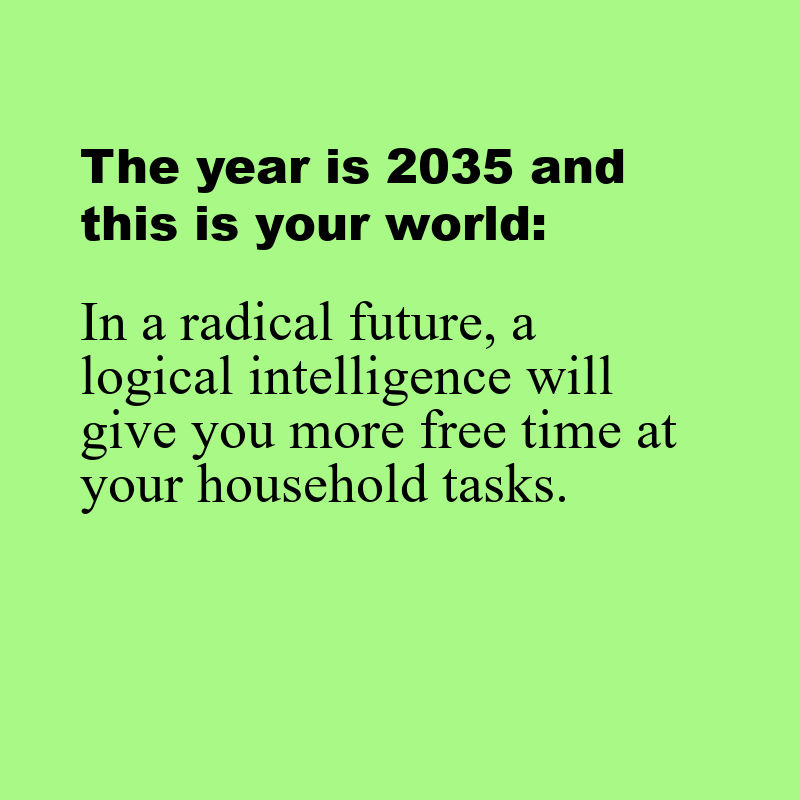 The year is 2035 and
this is your world:
In a radical future, a
logical intelligence will
give you more free time at
your household tasks.